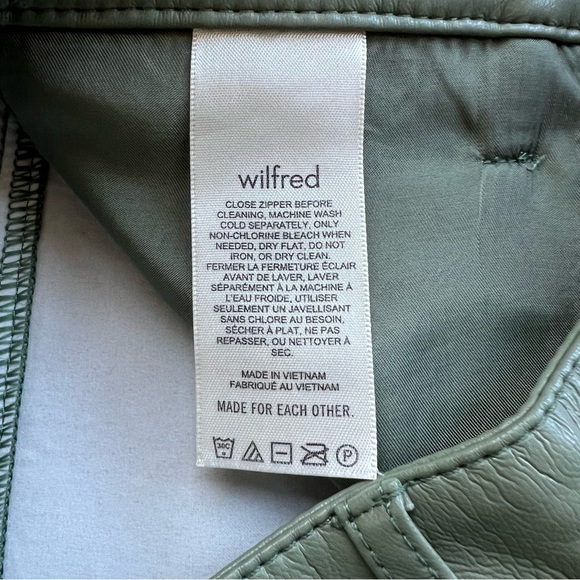 wilfred
CLOSE ZIPPER BEFORE
CLEANING, MACHINE WASH
COLD SEPARATELY, ONLY
NON-CHLORINE BLEACH WHEN
NEEDED, DRY FLAT, DO NOT
IRON, OR DRY CLEAN.
FERMER LA FERMETURE ÉCLAIR
AVANT DE LAVER, LAVER
SÉPARÉMENT À LA MACHINE À
L'EAU FROIDE, UTILISER
SEULEMENT UN JAVELLISANT
SANS CHLORE AU BESOIN,
SÉCHER À PLAT, NE PAS
REPASSER, OU NETTOYER À
SEC.
MADE IN VIETNAM
FABRIQUÉ AU VIETNAM
MADE FOR EACH OTHER.
30C P